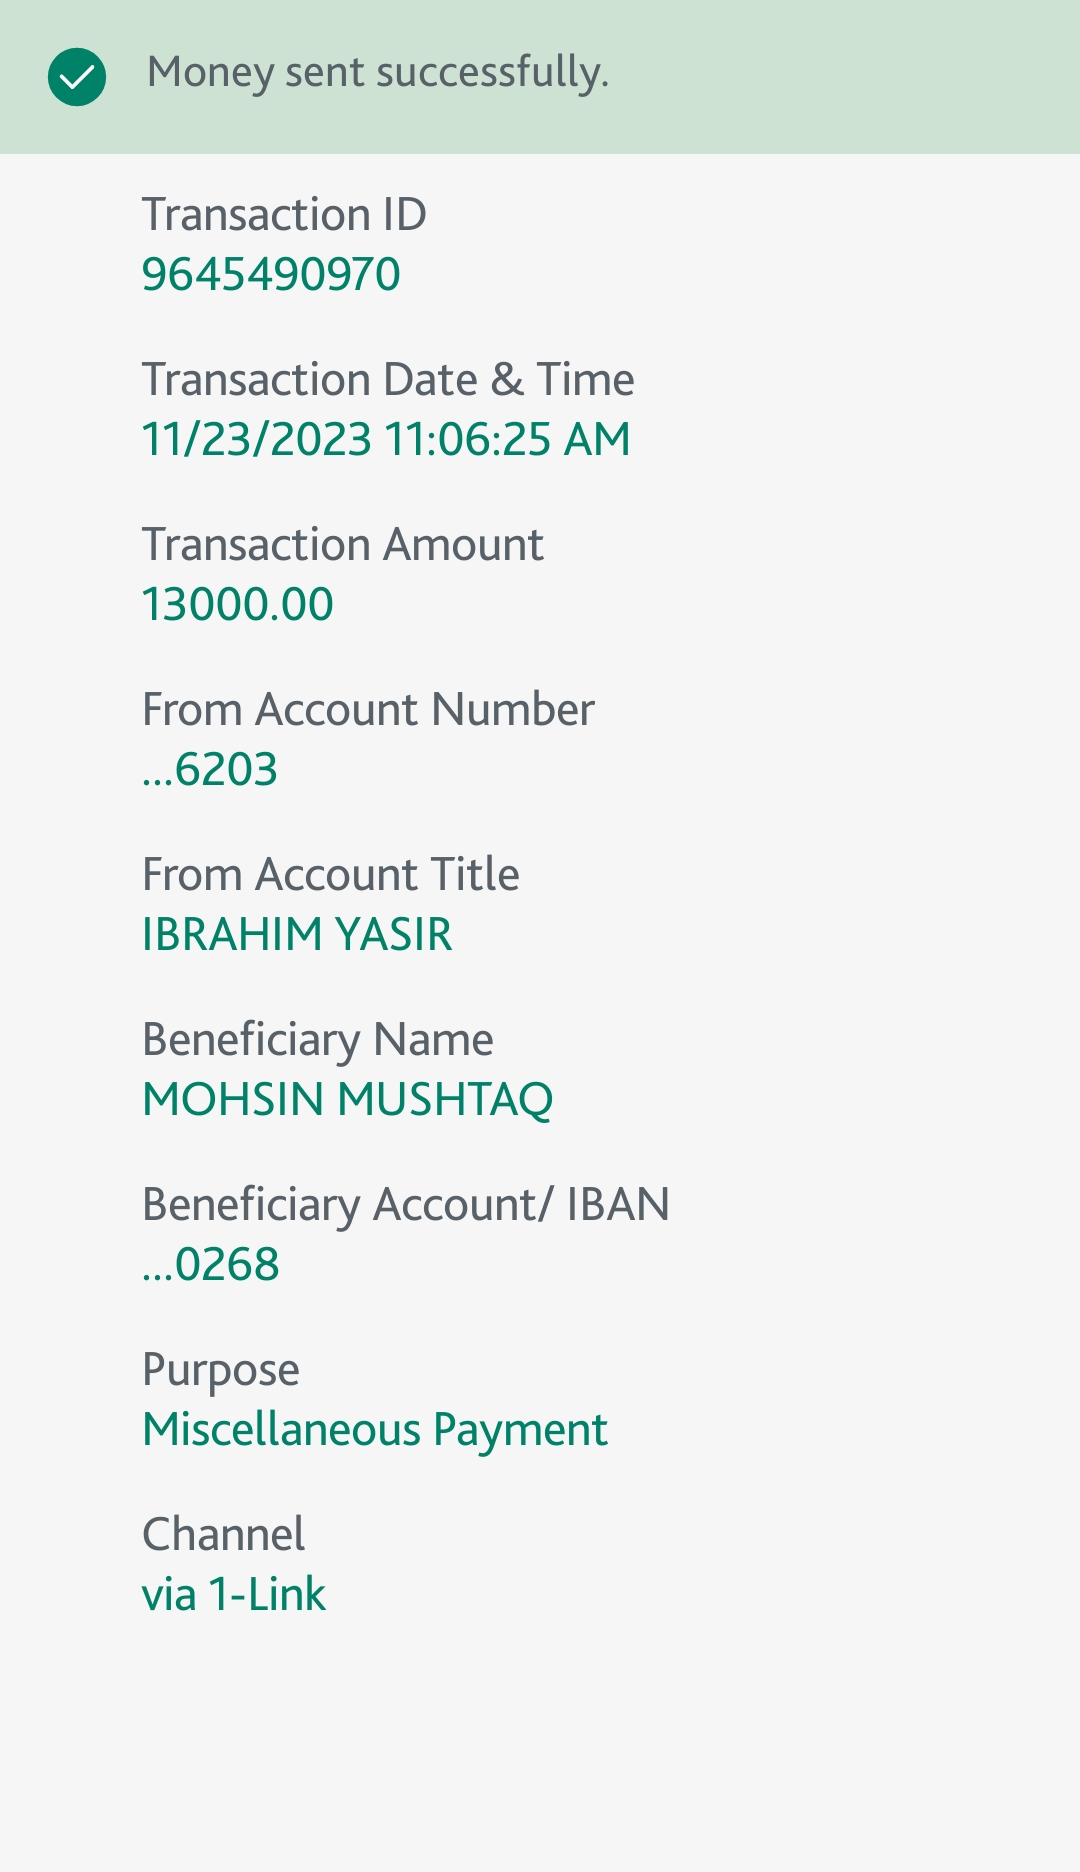 Money sent successfully.
Transaction ID
9645490970
Transaction Date & Time
11/23/2023 11:06:25 AM
Transaction Amount
13000.00
From Account Number
...6203
From Account Title
IBRAHIM YASIR
Beneficiary Name
MOHSIN MUSHTAQ
Beneficiary Account/ IBAN
...0268
Purpose
Miscellaneous Payment
Channel
via 1-Link